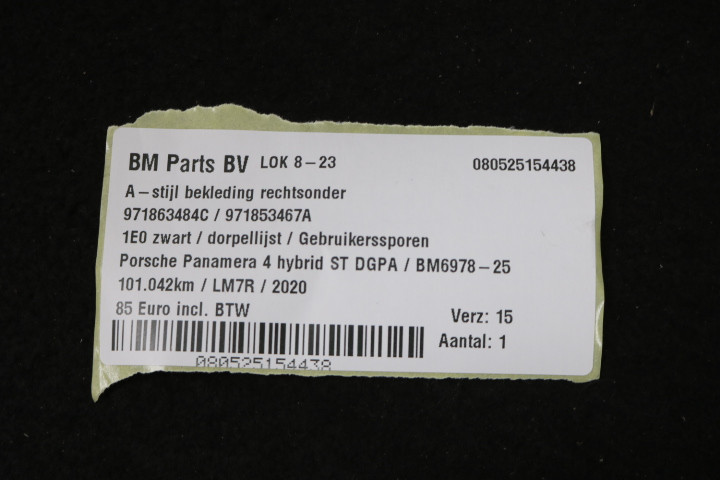 BM Parts BV LOK 8-23 080525154438
A-stijl bekleding rechtsonder
971863484C / 971853467A
1E0 zwart / dorpellijst / Gebruikerssporen
Porsche Panamera 4 hybrid ST DGPA / BM6978-25
101.042km / LM7R / 2020
85 Euro incl. BTW
Verz: 15
Aantal: 1
080525154438